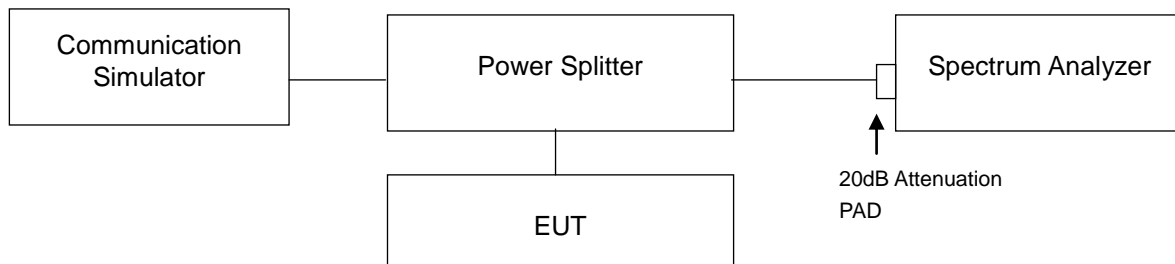 Communication
Simulator
Power Splitter
Spectrum Analyzer
20dB Attenuation
PAD
EUT